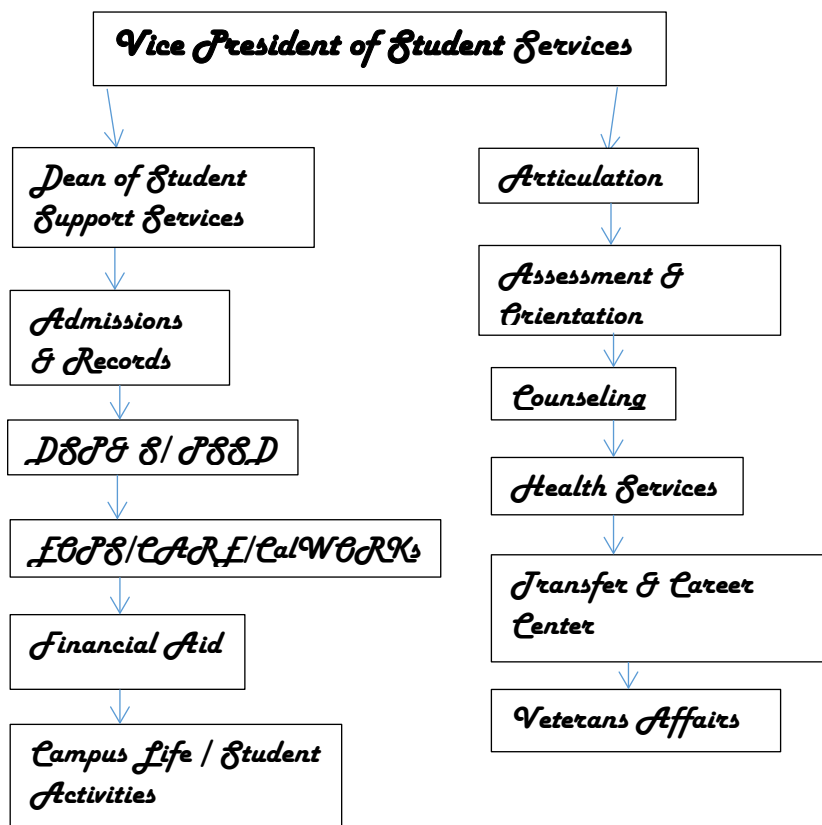 Vice President of Student Services
Dean of Student
Support Services
Admissions
& Records
DSP& S/ PSSD
EOPS/CARE/CalWORKs
Financial Aid
Campus Life / Student
Activities
Articulation
Assessment &
Orientation
Counseling
Health Services
Transfer & Career
Center
Veterans Affairs